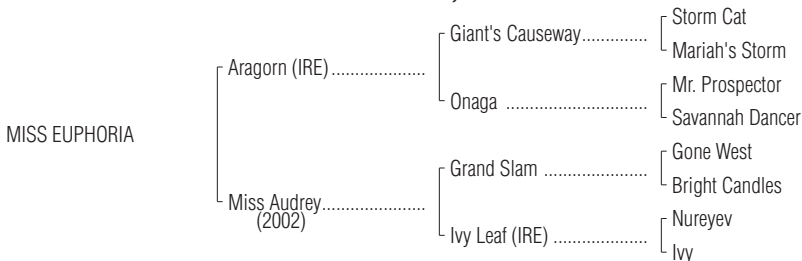 Storm Cat
Giant's Causeway..............
Mariah's Storm
Aragorn (IRE).....................
Mr. Prospector
Onaga ...............................
Savannah Dancer
MISS EUPHORIA
Gone West
Grand Slam .......................
Bright Candles
Miss Audrey.......................
(2002)
Nureyev
Ivy Leaf (IRE) .....................
Ivy